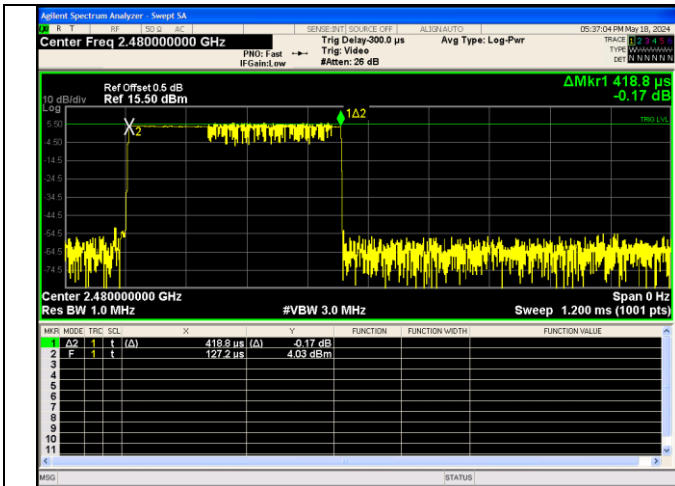 Agilent Spectrum Analyzer - Swept SA
R T RF 50 Ω AC SENSE:INT SOURCE OFF ALIGNAUTO 05:37:04 PM May 18, 2024
Center Freq 2.480000000 GHz Trig Delay-300.0 µs Avg Type: Log-Pwr TRACE 1 2 3 4 5 6
PNO: Fast Trig: Video TYPE W
IFGain:Low #Atten: 26 dB DET N N N N N N
ΔMkr1 418.8 µs
-0.17 dB
Ref Offset 0.5 dB
10 dB/div Ref 15.50 dBm
Log
1Δ2
TRIG LVL
5.50
2
-4.50
-14.5
-24.5
-34.5
-44.5
-54.5
-64.5
-74.5
Center 2.480000000 GHz Span 0 Hz
Res BW 1.0 MHz #VBW 3.0 MHz Sweep 1.200 ms (1001 pts)
MKR MODE TRC SCL X Y FUNCTION FUNCTION WIDTH FUNCTION VALUE
1 Δ2 1 t (Δ) 418.8 µs (Δ) -0.17 dB
2 F 1 t 127.2 µs 4.03 dBm
3
4
5
6
7
8
9
10
11
MSG STATUS